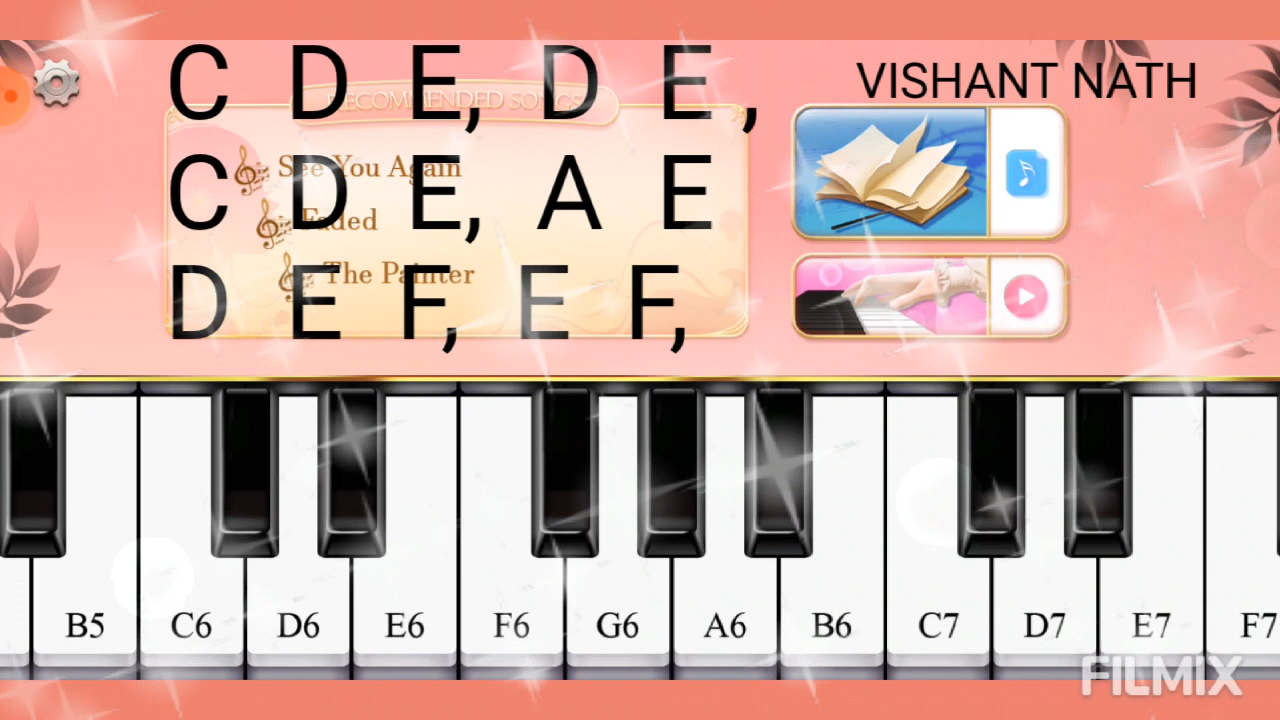 C D E, D E,
VISHANT NATH
RECOMMENDED SONGS
C D E, A E
See You Again
Faded
D E F, E F,
The Painter
B5 C6 D6 E6 F6 G6 A6 B6 C7 D7 E7 F7
FILMIX